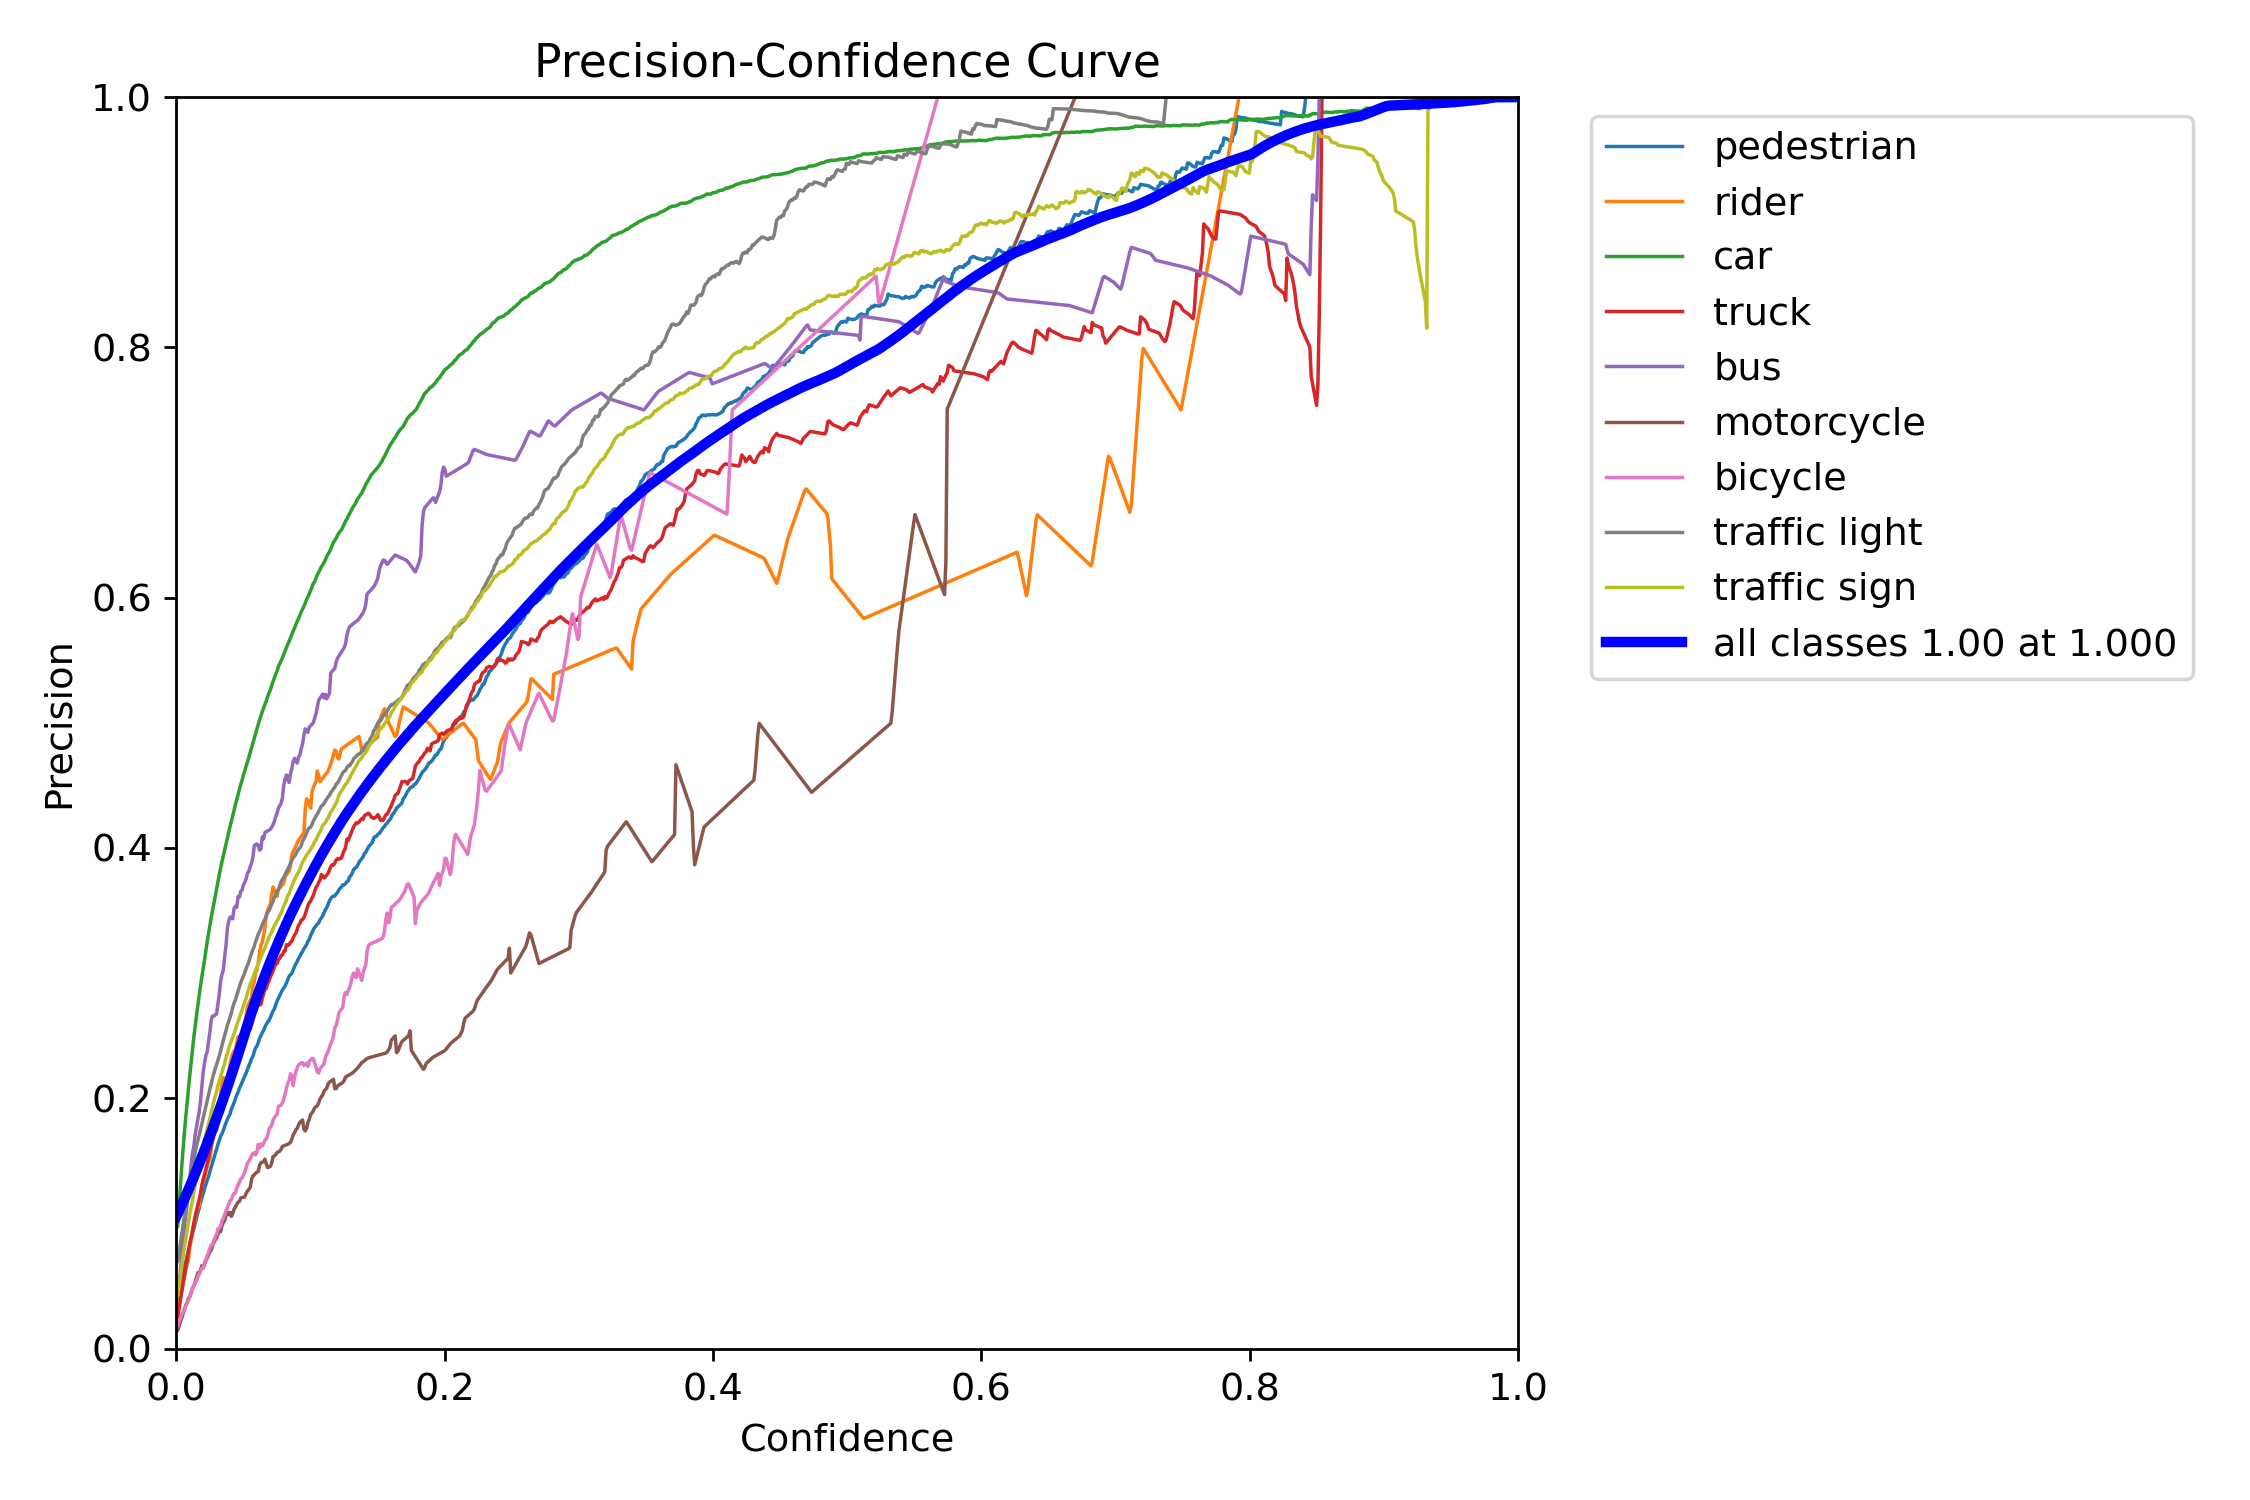 Precision-Confidence Curve
1.0
0.8
0.6
0.4
0.2
0.0
Precision
0.0 0.2 0.4 0.6 0.8 1.0
Confidence
pedestrian
rider
car
truck
bus
motorcycle
bicycle
traffic light
traffic sign
all classes 1.00 at 1.000